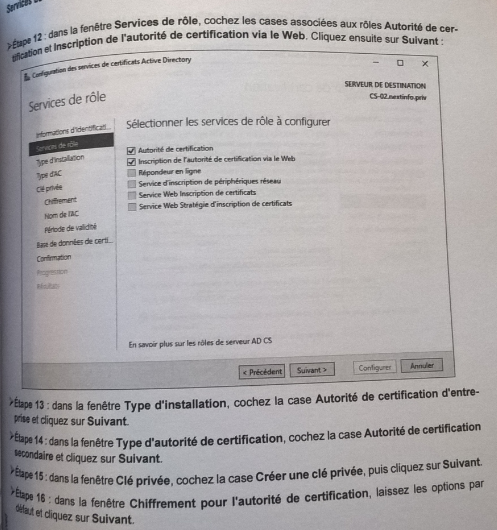 Services de
➢Étape 12 : dans la fenêtre Services de rôle, cochez les cases associées aux rôles Autorité de cer-
tification et Inscription de l'autorité de certification via le Web. Cliquez ensuite sur Suivant :
Configuration des services de certificats Active Directory
SERVEUR DE DESTINATION
CS-02.nextinfo.priv
Services de rôle
Informations d'identificati...
Services de rôle
Type d'installation
Type d'AC
Clé privée
Chiffrement
Nom de l'AC
Période de validité
Base de données de certi...
Confirmation
Progression
Résultats
Sélectionner les services de rôle à configurer
Autorité de certification
Inscription de l'autorité de certification via le Web
Répondeur en ligne
Service d'inscription de périphériques réseau
Service Web Inscription de certificats
Service Web Stratégie d'inscription de certificats
En savoir plus sur les rôles de serveur AD CS
< Précédent Suivant > Configurer Annuler
➢Étape 13 : dans la fenêtre Type d'installation, cochez la case Autorité de certification d'entre-
prise et cliquez sur Suivant.
➢Étape 14 : dans la fenêtre Type d'autorité de certification, cochez la case Autorité de certification
secondaire et cliquez sur Suivant.
➢Étape 15 : dans la fenêtre Clé privée, cochez la case Créer une clé privée, puis cliquez sur Suivant.
➢Étape 16 : dans la fenêtre Chiffrement pour l'autorité de certification, laissez les options par
défaut et cliquez sur Suivant.